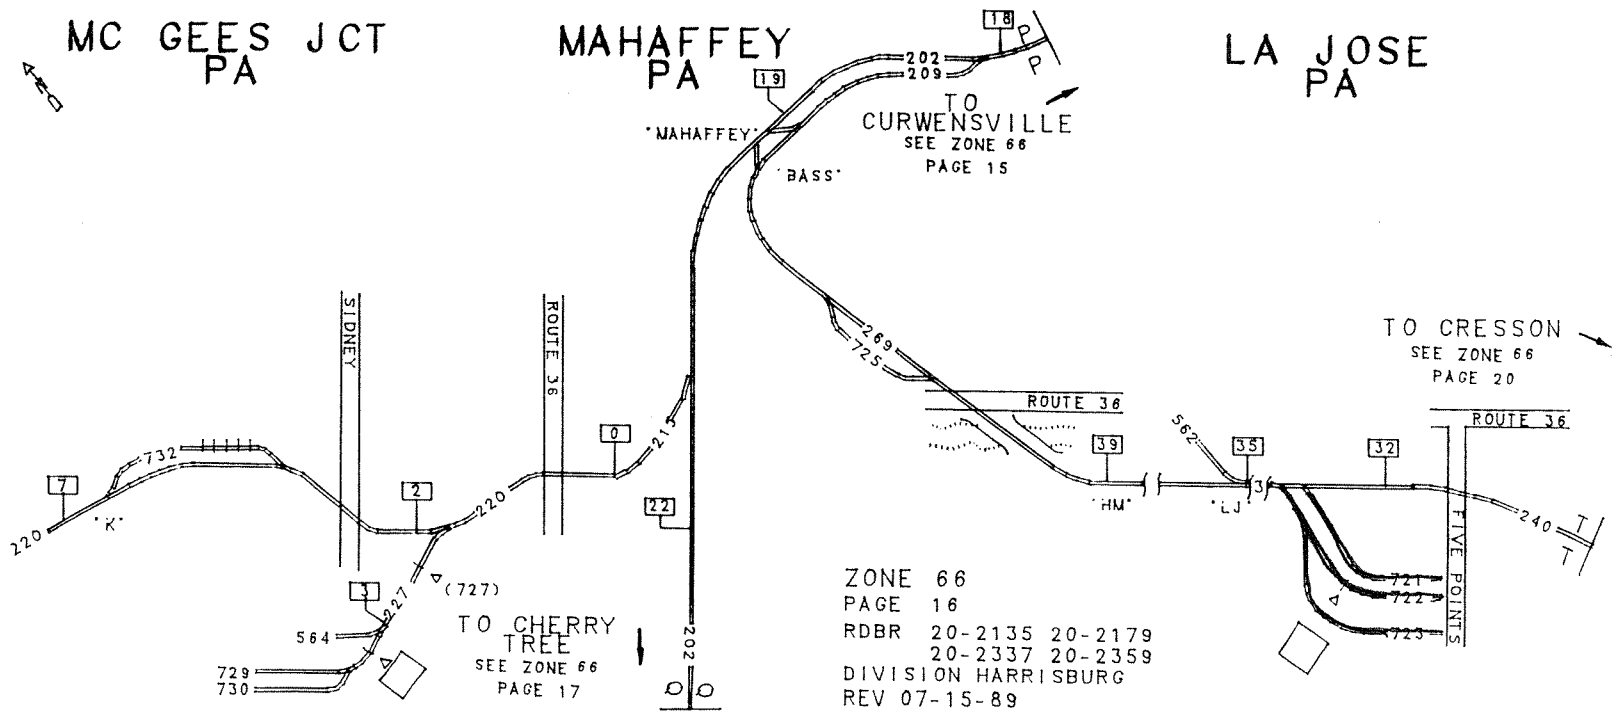 MC GEES JCT
PA
MAHAFFEY
PA
LA JOSE
PA
N
18
P
P
202
209
19
TO
CURWENSVILLE
SEE ZONE 66
PAGE 15
"MAHAFFEY"
"BASS"
SIDNEY
ROUTE 36
269
725
TO CRESSON
SEE ZONE 66
PAGE 20
ROUTE 36
ROUTE 36
732
7
"K"
220
2
220
0
213
22
39
"HM"
562
35
"LJ"
3
32
240
T
T
FIVE POINTS
721
722
723
(727)
3
227
564
729
730
TO CHERRY
TREE
SEE ZONE 66
PAGE 17
202
Q
Q
ZONE 66
PAGE 16
RDBR 20-2135 20-2179
20-2337 20-2359
DIVISION HARRISBURG
REV 07-15-89